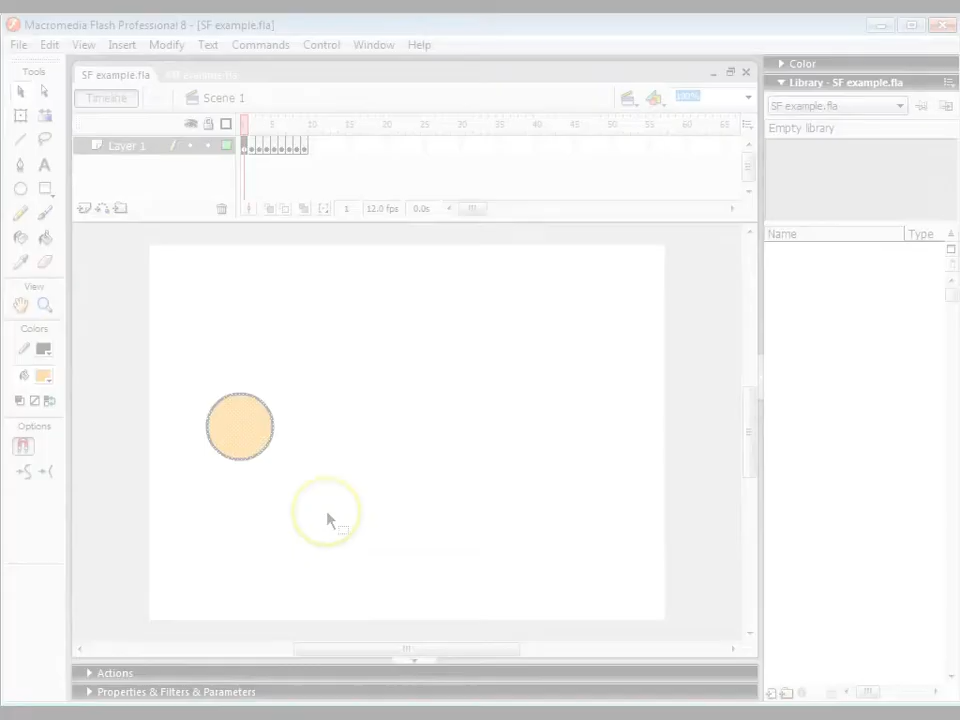 Macromedia Flash Professional 8 - [SF example.fla]
File Edit View Insert Modify Text Commands Control Window Help
Tools
SF example.fla
Color
Library - SF example.fla
Timeline
Scene 1
100%
SF example.fla
Empty library
5 10 15 20 25 30 35 40 45 50 55 60 65
Layer 1
1 12.0 fps 0.0s
Name Type
View
Colors
Options
Actions
Properties & Filters & Parameters